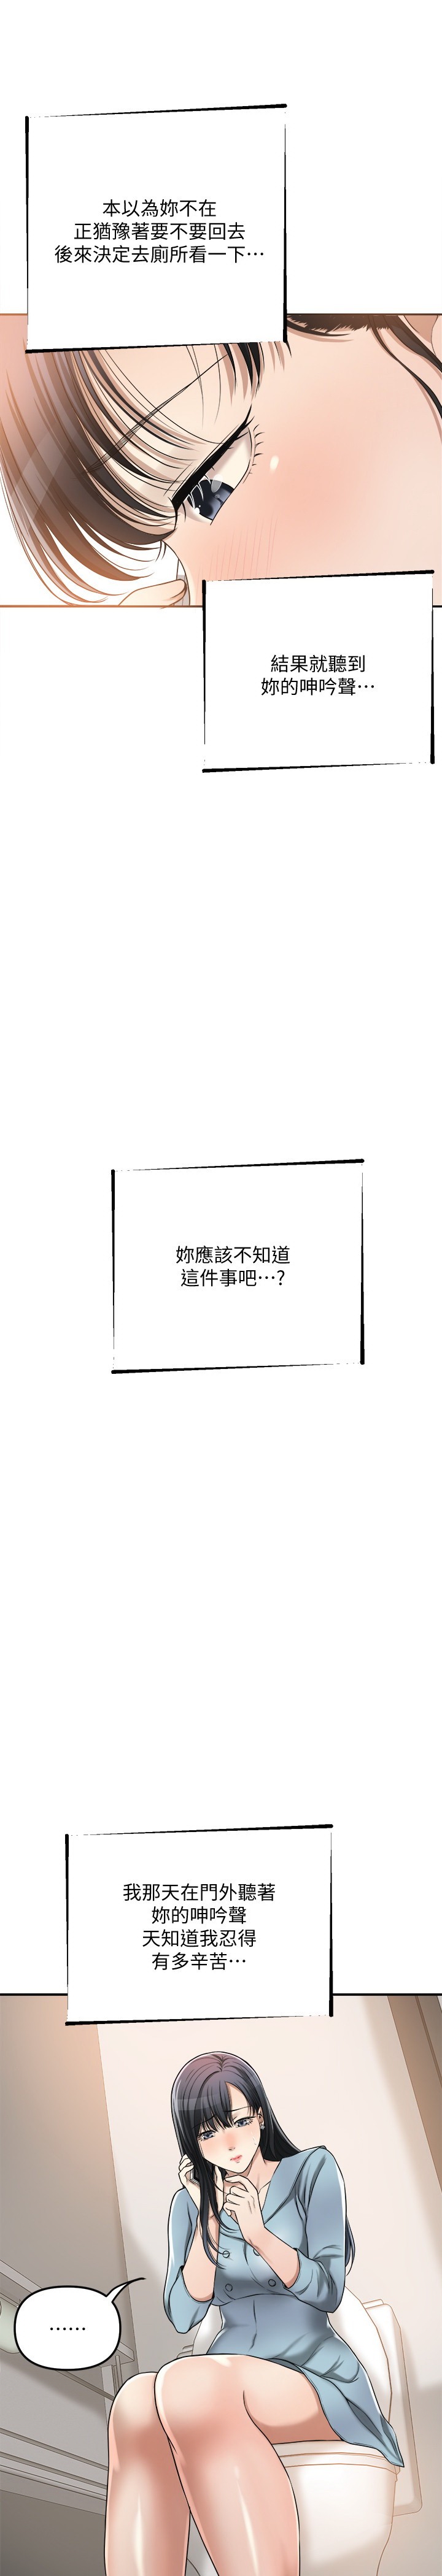 本以為妳不在
正猶豫著要不要回去
後來決定去廁所看一下⋯
結果就聽到
妳的呻吟聲⋯
妳應該不知道
這件事吧⋯?
我那天在門外聽著
妳的呻吟聲
天知道我忍得
有多辛苦⋯
⋯⋯